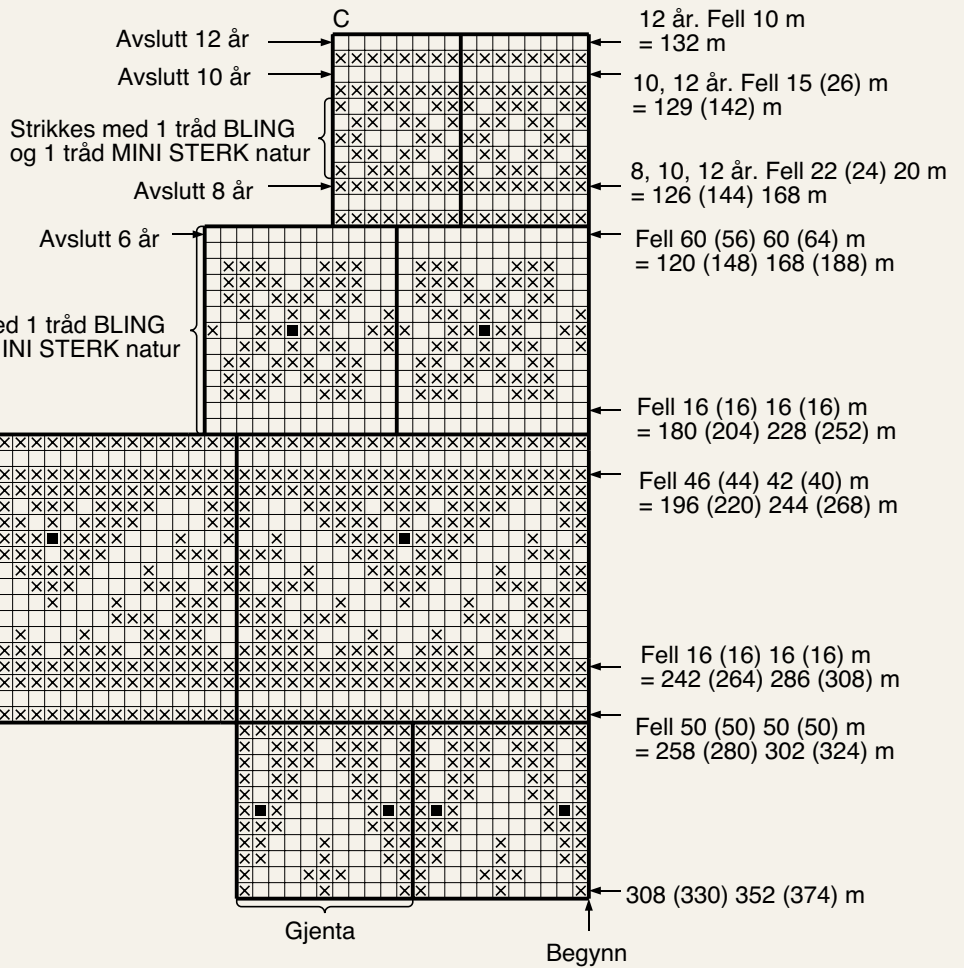 C
Avslutt 12 år
12 år. Fell 10 m
= 132 m
Avslutt 10 år
10, 12 år. Fell 15 (26) m
= 129 (142) m
Strikkes med 1 tråd BLING
og 1 tråd MINI STERK natur
Avslutt 8 år
8, 10, 12 år. Fell 22 (24) 20 m
= 126 (144) 168 m
Avslutt 6 år
Fell 60 (56) 60 (64) m
= 120 (148) 168 (188) m
ed 1 tråd BLING
INI STERK natur
Fell 16 (16) 16 (16) m
= 180 (204) 228 (252) m
Fell 46 (44) 42 (40) m
= 196 (220) 244 (268) m
Fell 16 (16) 16 (16) m
= 242 (264) 286 (308) m
Fell 50 (50) 50 (50) m
= 258 (280) 302 (324) m
308 (330) 352 (374) m
Gjenta
Begynn